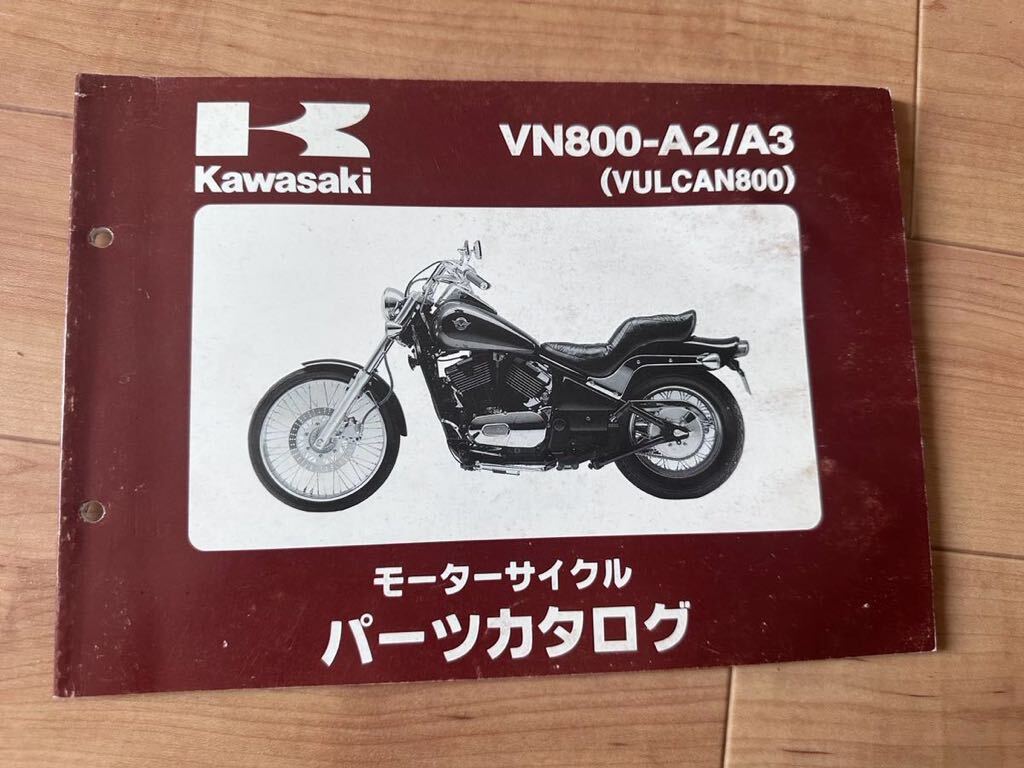 Kawasaki
VN800-A2/A3
(VULCAN800)
モーターサイクル
パーツカタログ